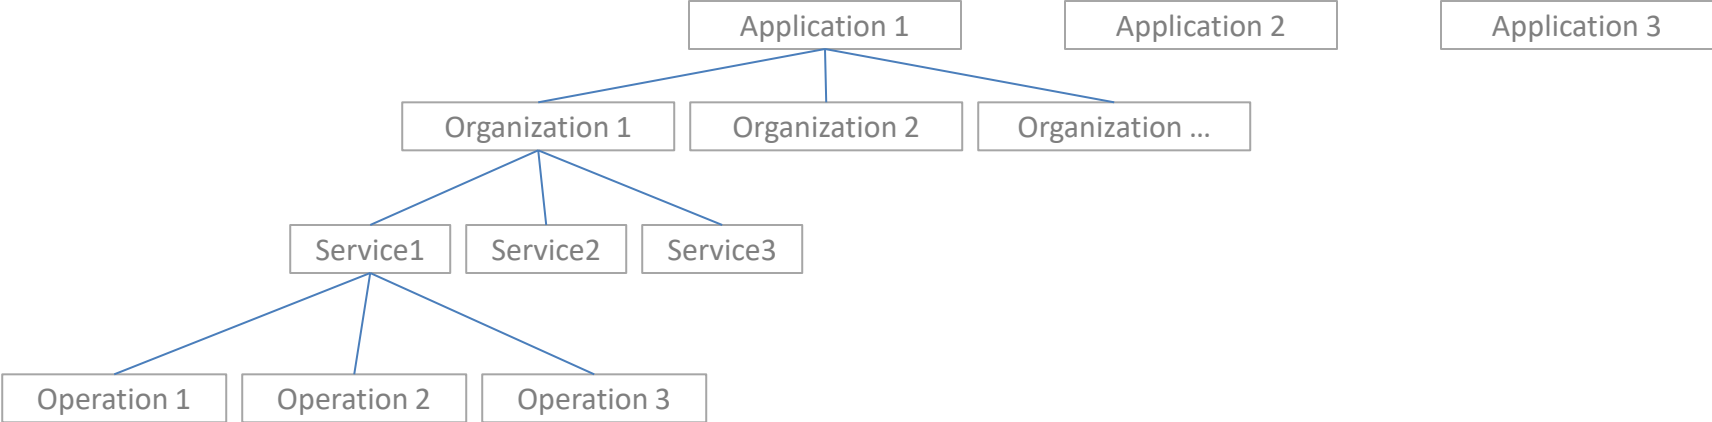 Application 1
Application 2
Application 3
Organization 1
Organization 2
Organization ...
Service1
Service2
Service3
Operation 1
Operation 2
Operation 3